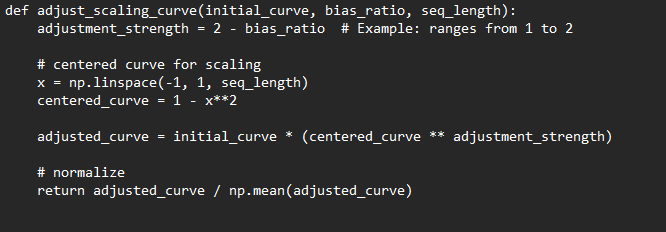 def adjust_scaling_curve(initial_curve, bias_ratio, seq_length):
    adjustment_strength = 2 - bias_ratio  # Example: ranges from 1 to 2

    # centered curve for scaling
    x = np.linspace(-1, 1, seq_length)
    centered_curve = 1 - x**2

    adjusted_curve = initial_curve * (centered_curve ** adjustment_strength)

    # normalize
    return adjusted_curve / np.mean(adjusted_curve)